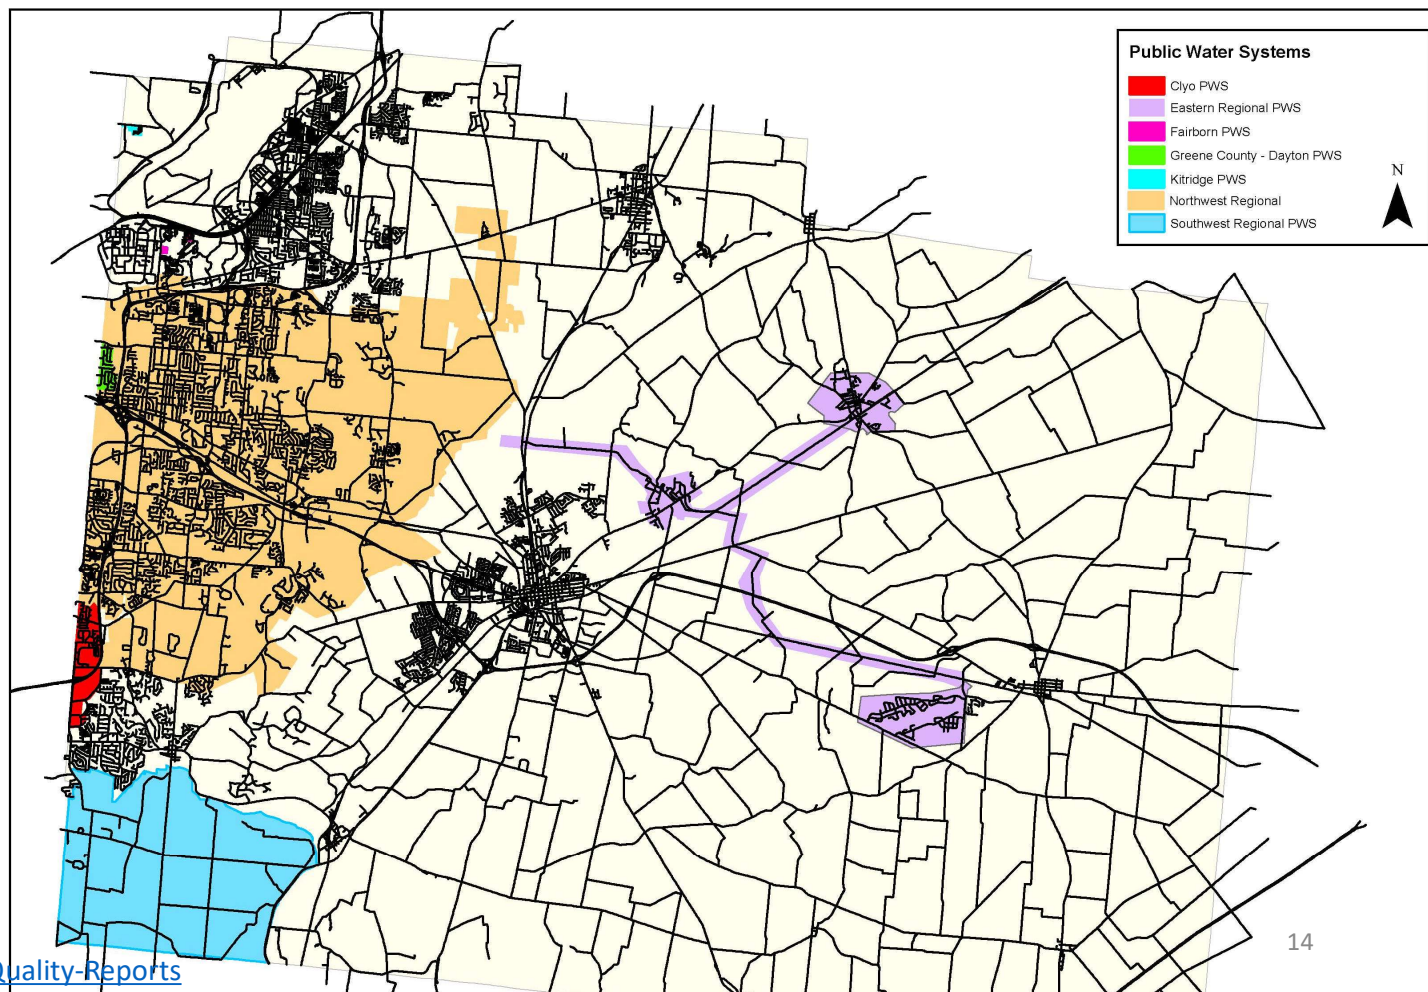 Public Water Systems
Clyo PWS
Eastern Regional PWS
Fairborn PWS
Greene County - Dayton PWS
Kitridge PWS
Northwest Regional
Southwest Regional PWS
N
14
Quality-Reports